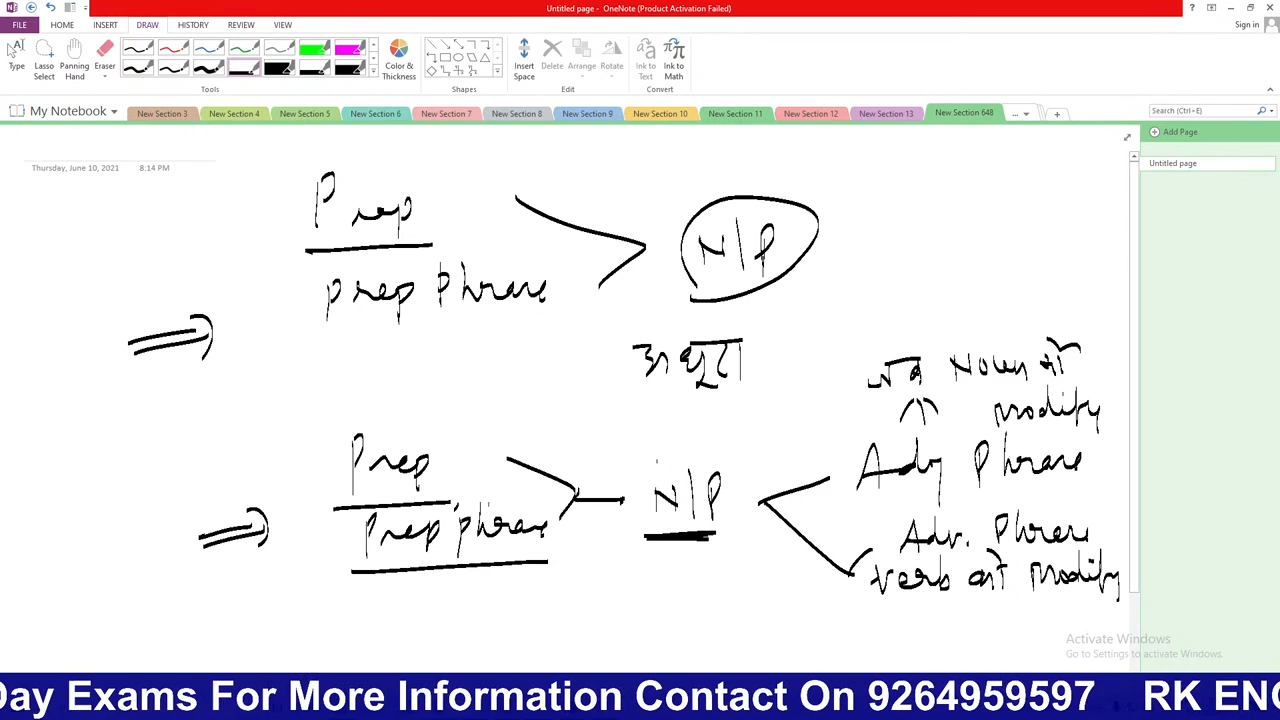 Untitled page - OneNote (Product Activation Failed)
Sign in
FILE HOME INSERT DRAW HISTORY REVIEW VIEW
Type
Lasso Select
Panning Hand
Eraser
Color & Thickness
Insert Space
Delete
Arrange
Rotate
Ink to Text
Ink to Math
Tools
Shapes
Edit
Convert
My Notebook
New Section 3 New Section 4 New Section 5 New Section 6 New Section 7 New Section 8 New Section 9 New Section 10 New Section 11 New Section 12 New Section 13 New Section 648 ...
Search (Ctrl+E)
Add Page
Untitled page
Thursday, June 10, 2021 8:14 PM
Prep
prep Phrase
N/P
अधूरा
जब Noun को
modify
Adj Phrase
Prep
Prep phrase
N/P
Adv. Phrase
verb को modify
Activate Windows
Go to Settings to activate Windows.
Day Exams For More Information Contact On 9264959597 RK ENG